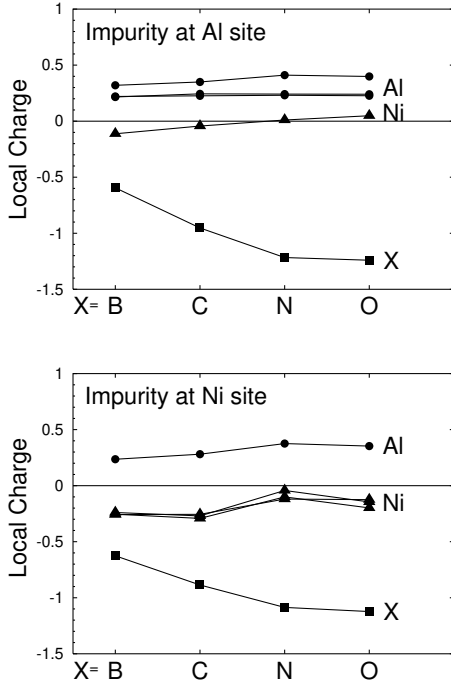 1
Impurity at Al site
0.5
Al
Ni
0
Local Charge
-0.5
-1
X
-1.5
X= B C N O
1
Impurity at Ni site
0.5
Al
0
Ni
Local Charge
-0.5
-1
X
-1.5
X= B C N O